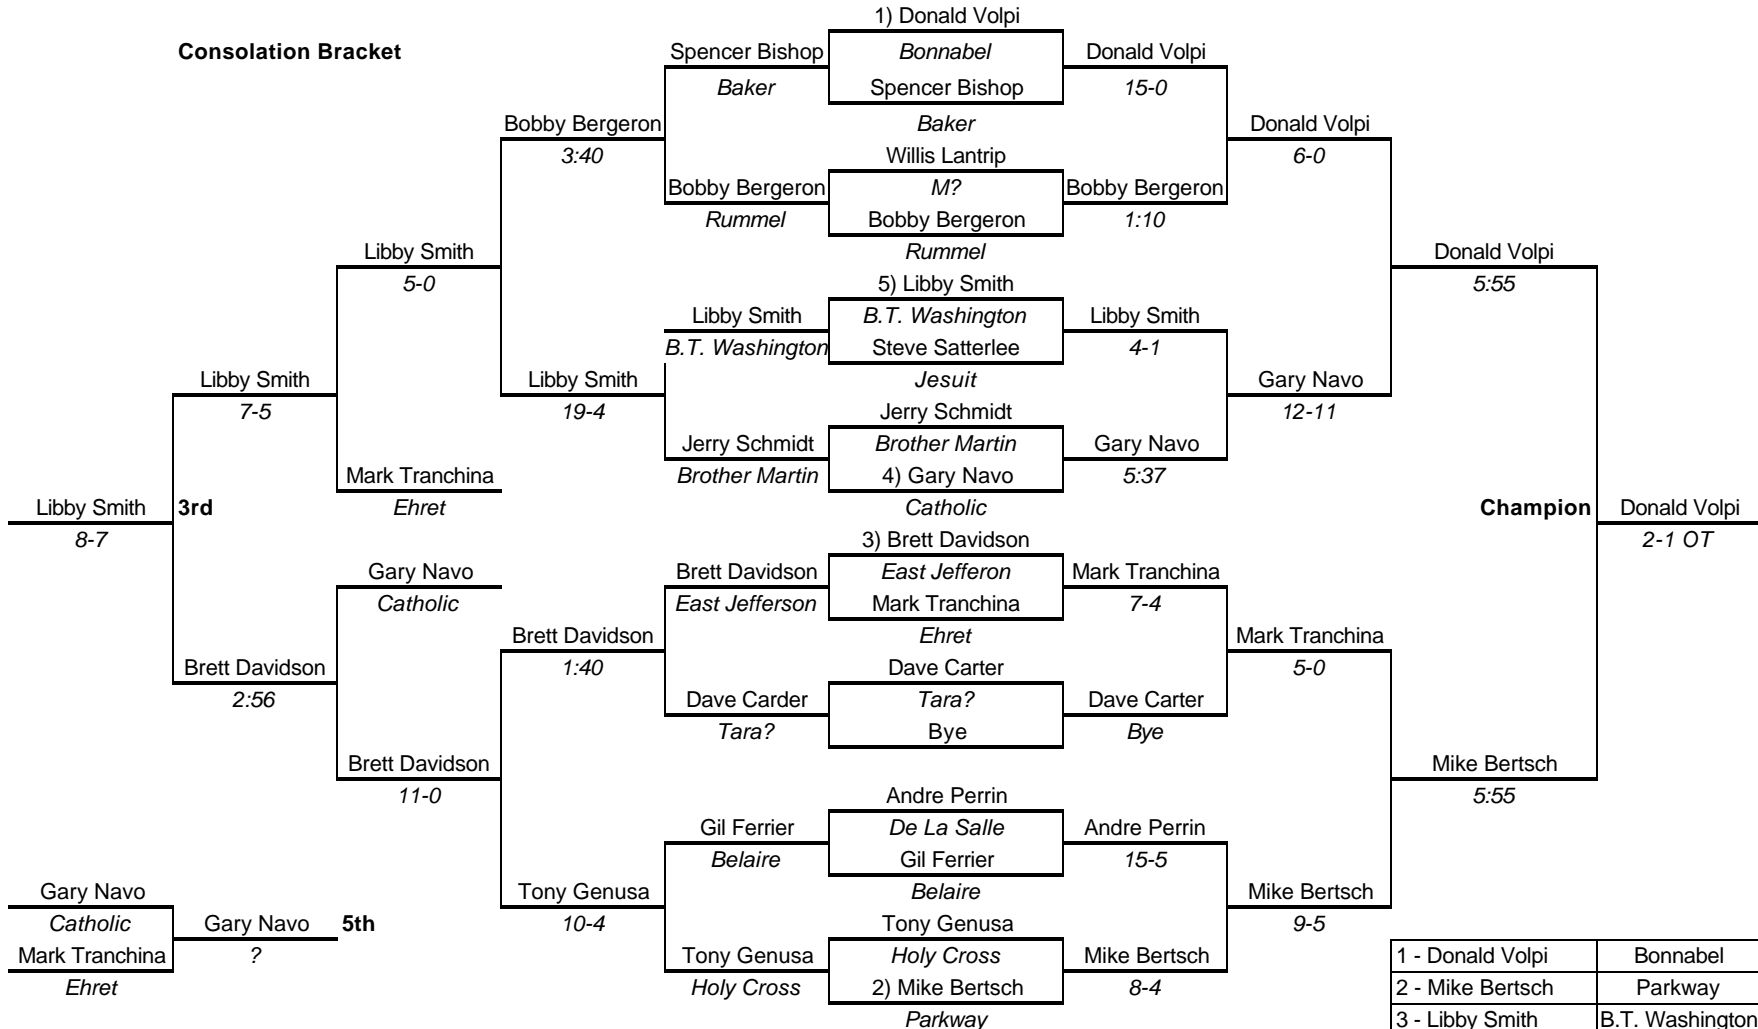 1) Donald Volpi
Consolation Bracket
Spencer Bishop
Bonnabel
Donald Volpi
Baker
Spencer Bishop
15-0
Bobby Bergeron
Baker
Donald Volpi
3:40
Willis Lantrip
6-0
Bobby Bergeron
M?
Bobby Bergeron
Rummel
Bobby Bergeron
1:10
Libby Smith
Rummel
Donald Volpi
5-0
5) Libby Smith
5:55
Libby Smith
B.T. Washington
Libby Smith
B.T. Washington
Steve Satterlee
4-1
Libby Smith
Libby Smith
Jesuit
Gary Navo
7-5
19-4
Jerry Schmidt
12-11
Jerry Schmidt
Brother Martin
Gary Navo
Mark Tranchina
Brother Martin
4) Gary Navo
5:37
Libby Smith
3rd
Ehret
Catholic
Champion
Donald Volpi
8-7
3) Brett Davidson
2-1 OT
Gary Navo
Brett Davidson
East Jefferon
Mark Tranchina
Catholic
East Jefferson
Mark Tranchina
7-4
Brett Davidson
Ehret
Mark Tranchina
Brett Davidson
1:40
Dave Carter
5-0
2:56
Dave Carder
Tara?
Dave Carter
Tara?
Bye
Bye
Brett Davidson
Mike Bertsch
11-0
Andre Perrin
5:55
Gil Ferrier
De La Salle
Andre Perrin
Belaire
Gil Ferrier
15-5
Gary Navo
Tony Genusa
Belaire
Mike Bertsch
Catholic
Gary Navo
5th
10-4
Tony Genusa
9-5
Mark Tranchina
?
Tony Genusa
Holy Cross
Mike Bertsch
1 - Donald Volpi
Bonnabel
Ehret
Holy Cross
2) Mike Bertsch
8-4
2 - Mike Bertsch
Parkway
Parkway
3 - Libby Smith
B.T. Washington